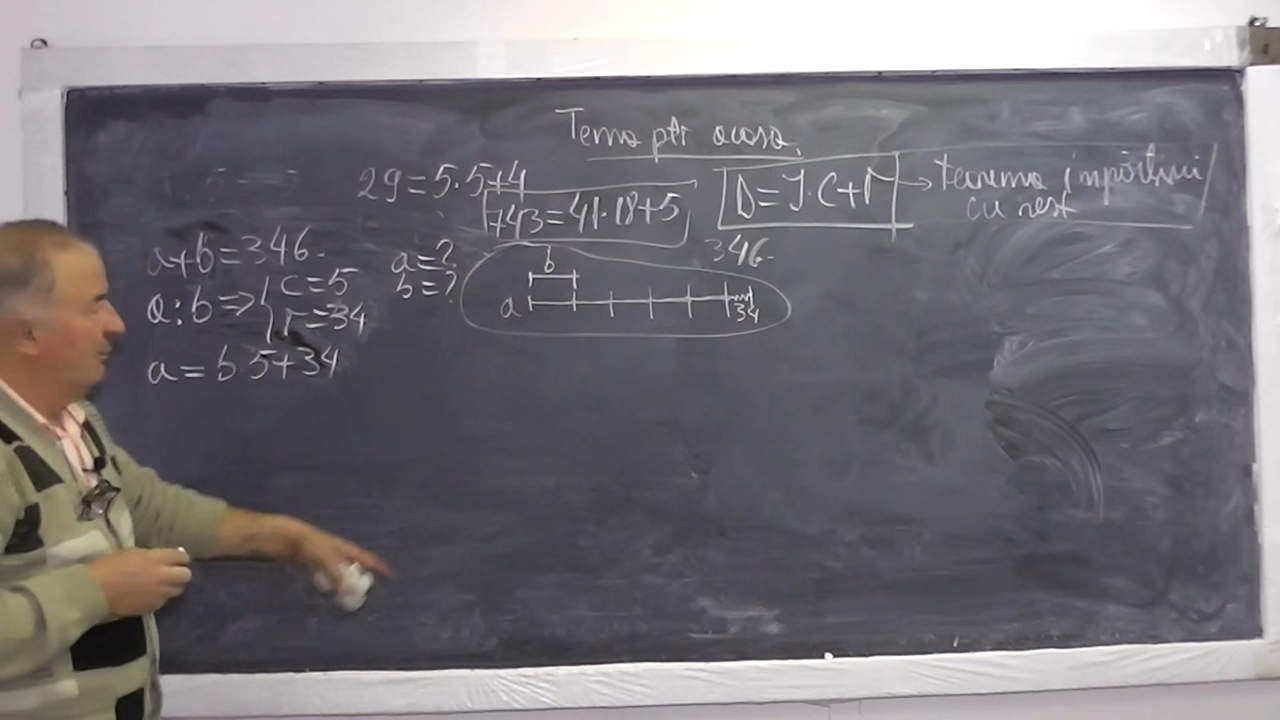 Tema ptr acasa.
29=5·5+4
743=41·18+5
D=Î·C+r → teorema împărțirii
cu rest
a+b=346.
a:b⇒{c=5
r=34
a=b·5+34
a=?
b=?
b
346.
a
34